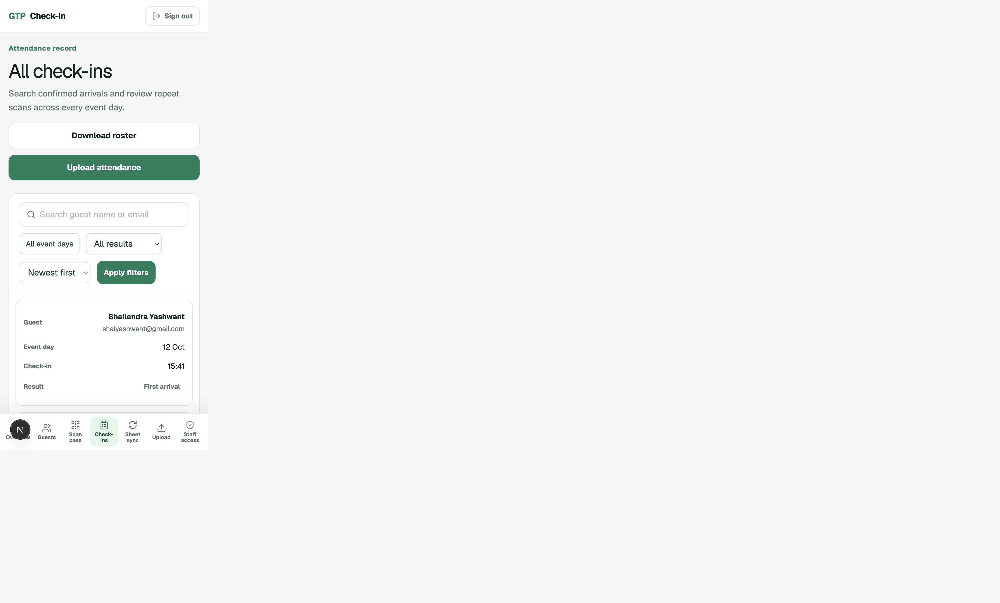 GTP Check-in
Sign out
Attendance record
All check-ins
Search confirmed arrivals and review repeat
scans across every event day.
Download roster
Upload attendance
Search guest name or email
All event days
All results
Newest first
Apply filters
Guest
Shailendra Yashwant
shaiyashwant@gmail.com
Event day
12 Oct
Check-in
15:41
Result
First arrival
N
Guests
Scan
pass
Check-
ins
Sheet
sync
Upload
Staff
access